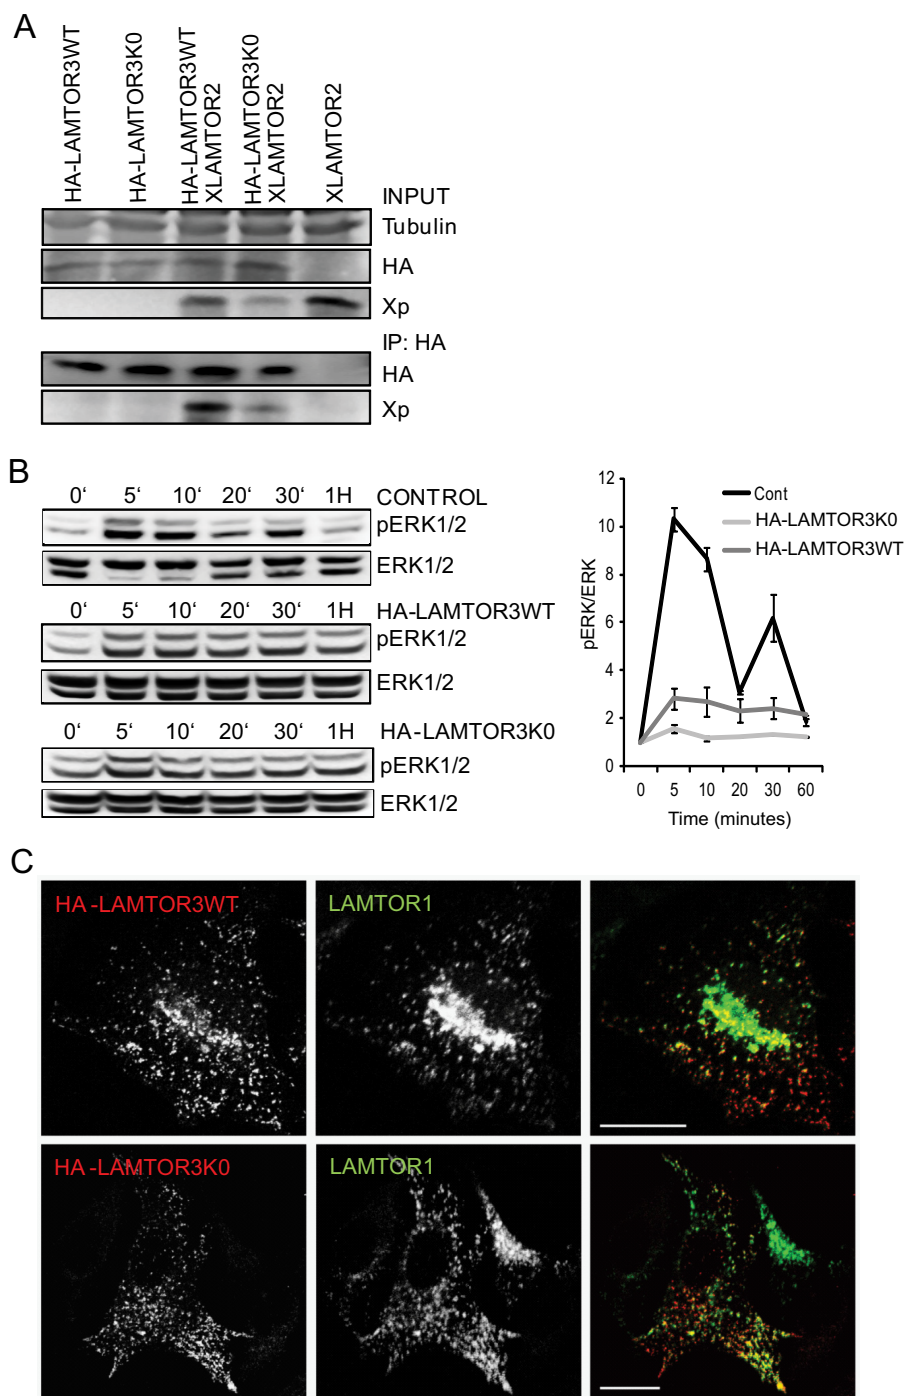 A
HA-LAMTOR3WT
HA-LAMTOR3K0
HA-LAMTOR3WT
XLAMTOR2
HA-LAMTOR3K0
XLAMTOR2
XLAMTOR2
INPUT
Tubulin
HA
Xp
IP: HA
HA
Xp
B
0‘ 5‘ 10‘ 20‘ 30‘ 1H CONTROL
pERK1/2
ERK1/2
0‘ 5‘ 10‘ 20‘ 30‘ 1H HA-LAMTOR3WT
pERK1/2
ERK1/2
0‘ 5‘ 10‘ 20‘ 30‘ 1H HA-LAMTOR3K0
pERK1/2
ERK1/2
pERK/ERK
12
10
8
6
4
2
0
Cont
HA-LAMTOR3K0
HA-LAMTOR3WT
0 5 10 20 30 60
Time (minutes)
C
HA-LAMTOR3WT
LAMTOR1
HA-LAMTOR3K0
LAMTOR1